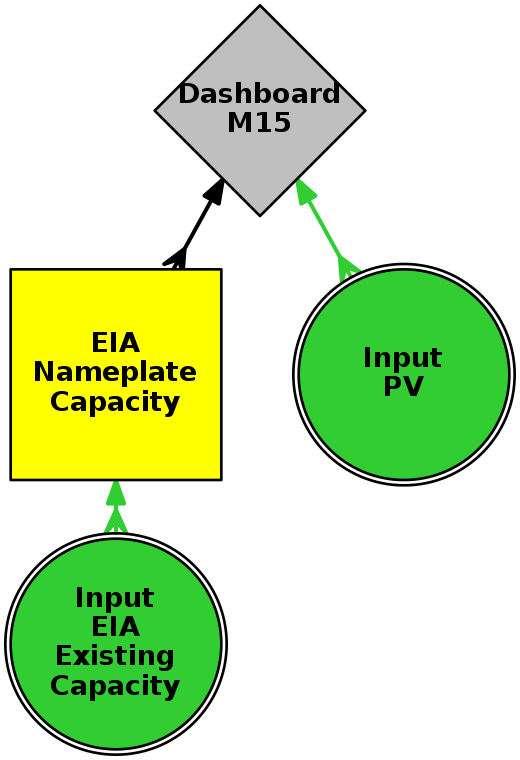 Dashboard
M15
EIA
Nameplate
Capacity
Input
PV
Input
EIA
Existing
Capacity